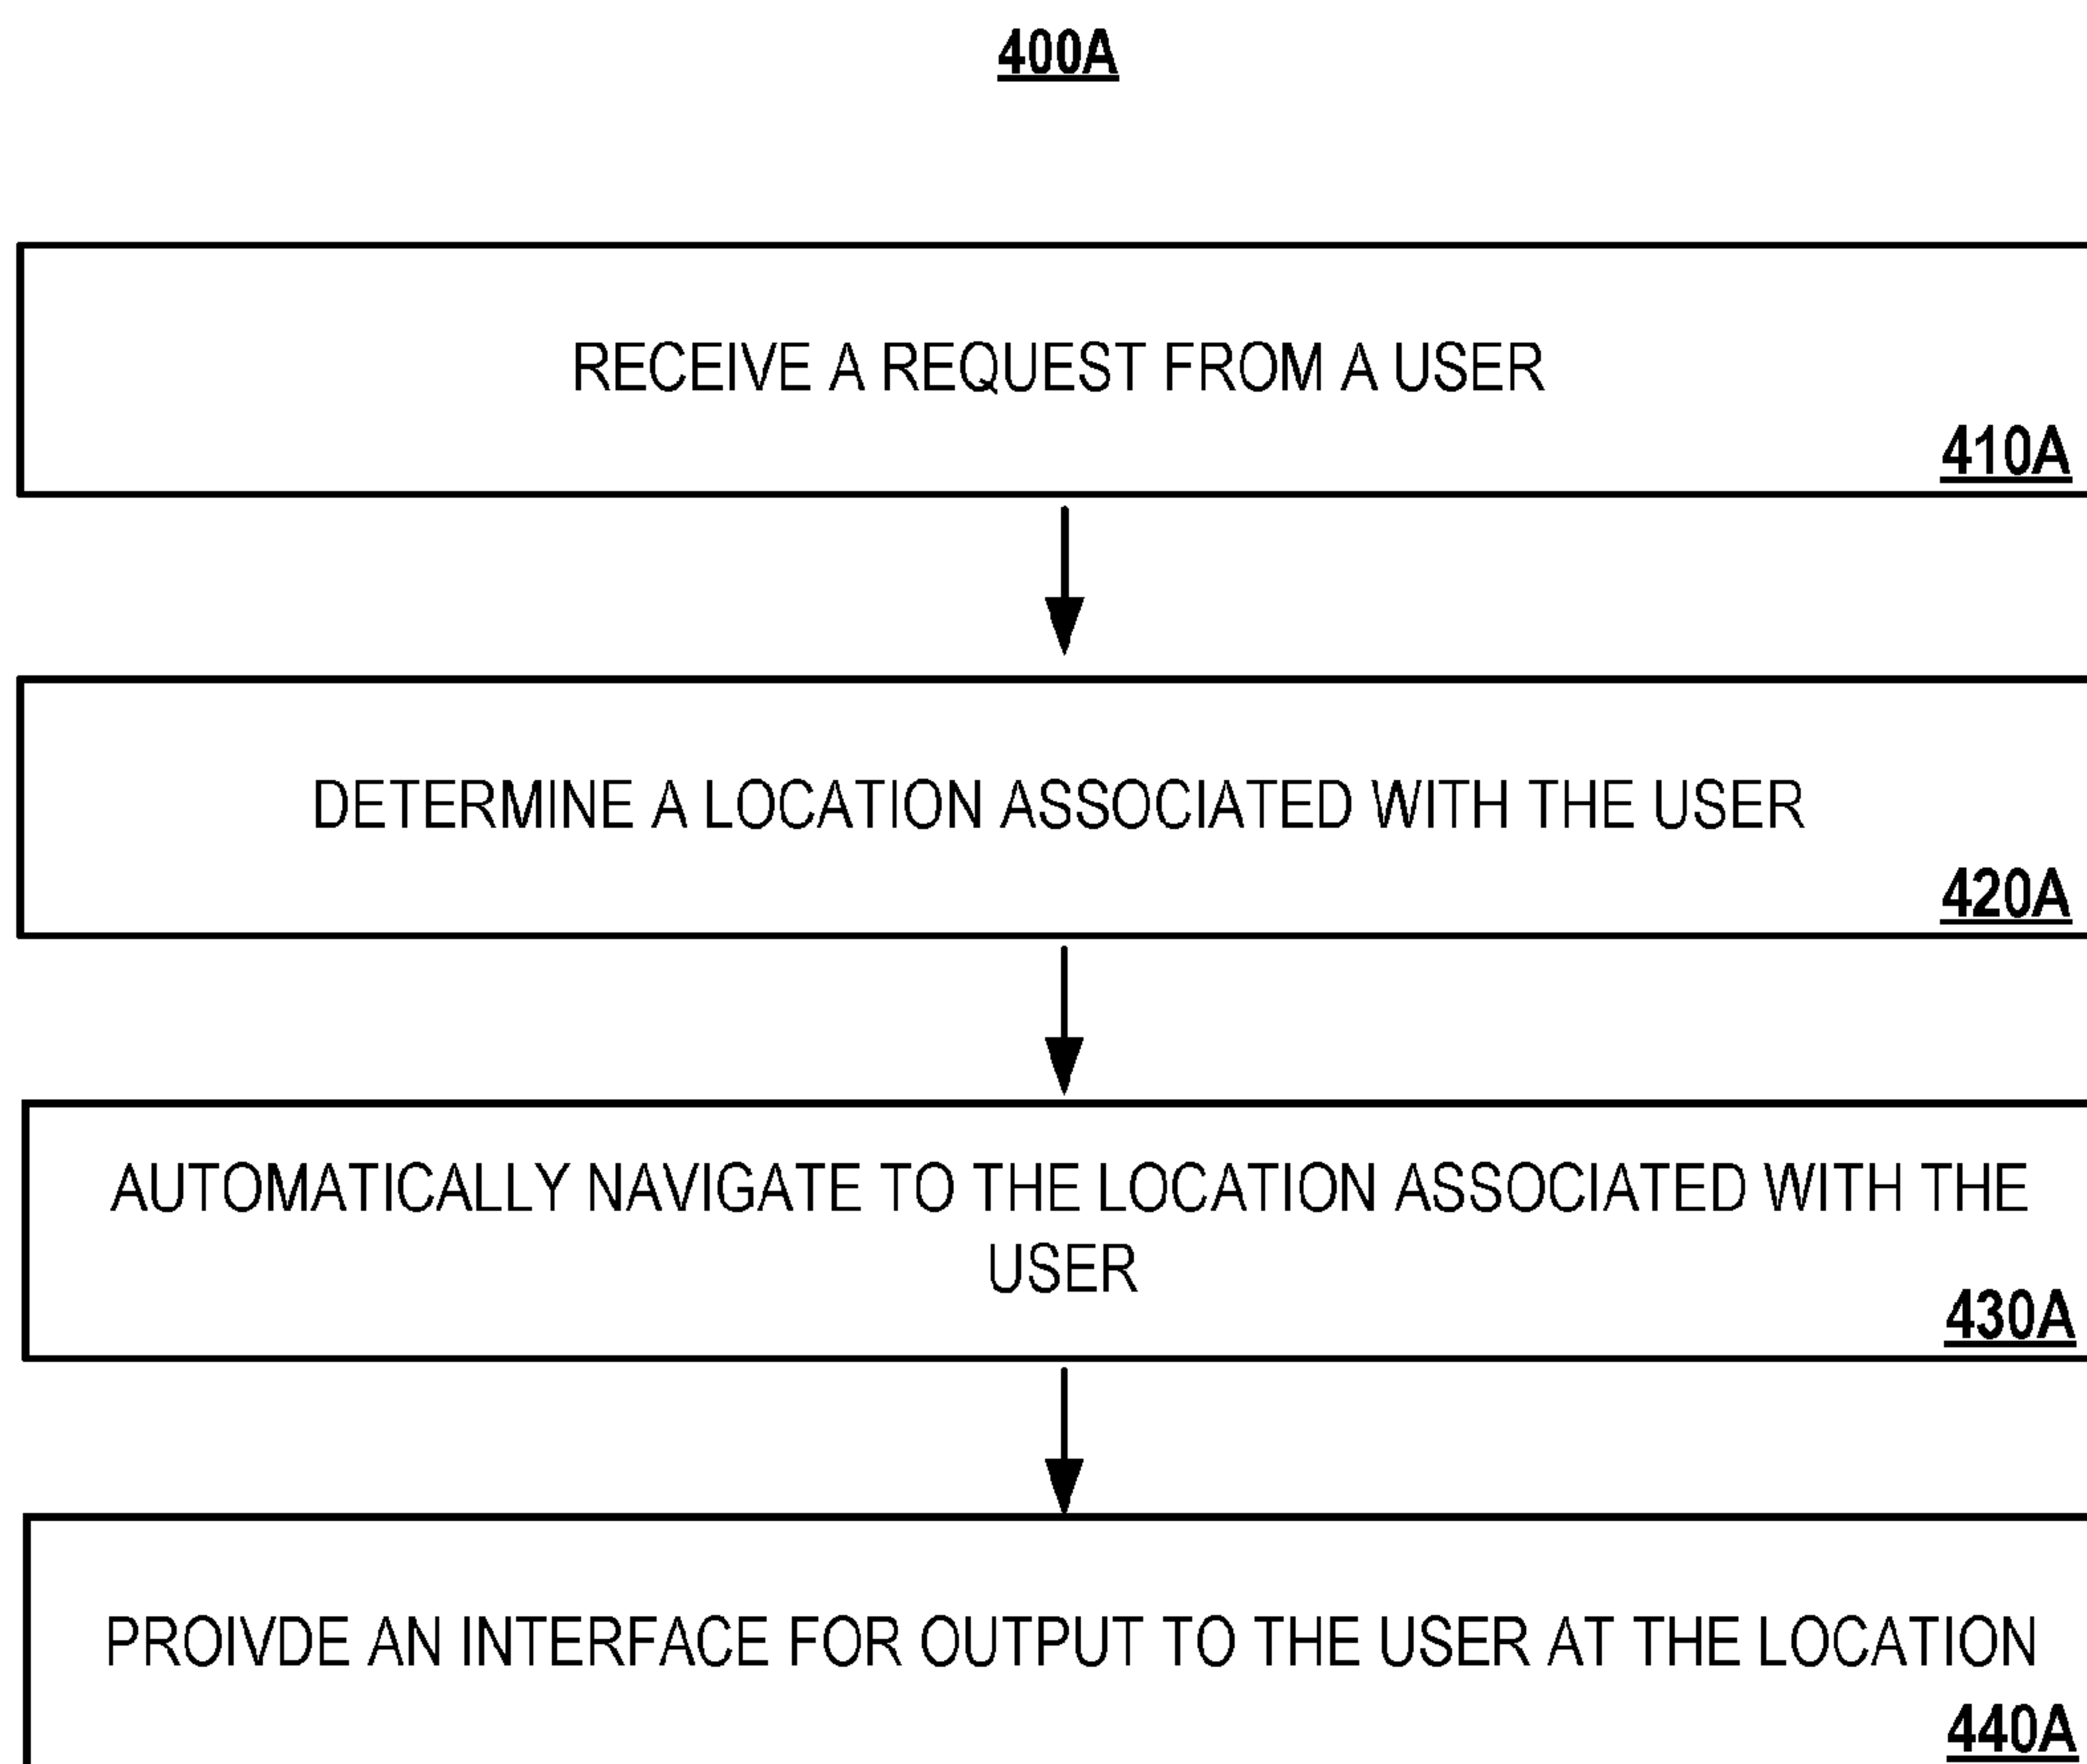 400A
RECEIVE A REQUEST FROM A USER
410A
DETERMINE A LOCATION ASSOCIATED WITH THE USER
420A
AUTOMATICALLY NAVIGATE TO THE LOCATION ASSOCIATED WITH THE
USER
430A
PROIVDE AN INTERFACE FOR OUTPUT TO THE USER AT THE LOCATION
440A